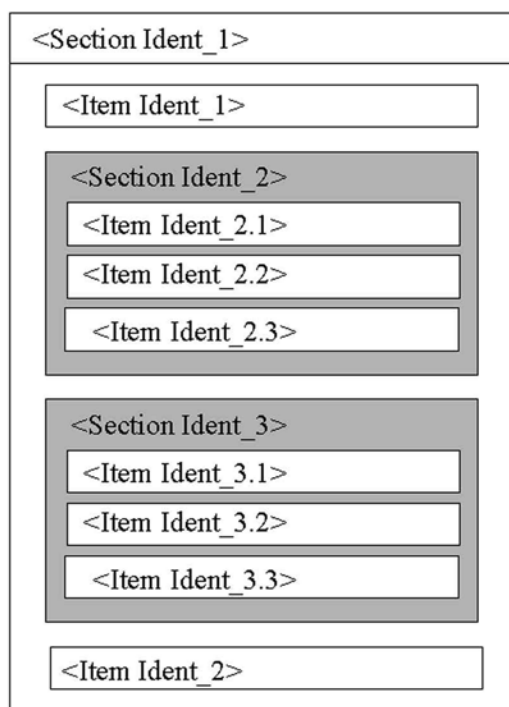 <Section Ident_1>
<Item Ident_1>
<Section Ident_2>
<Item Ident_2.1>
<Item Ident_2.2>
<Item Ident_2.3>
<Section Ident_3>
<Item Ident_3.1>
<Item Ident_3.2>
<Item Ident_3.3>
<Item Ident_2>